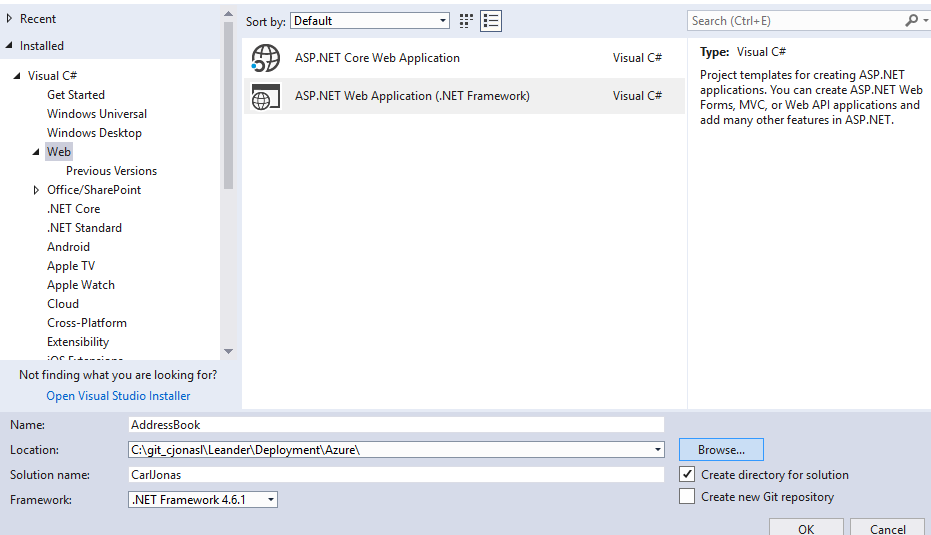 Recent
Installed
Visual C#
Get Started
Windows Universal
Windows Desktop
Web
Previous Versions
Office/SharePoint
.NET Core
.NET Standard
Android
Apple TV
Apple Watch
Cloud
Cross-Platform
Extensibility
iOS Extensions
Not finding what you are looking for?
Open Visual Studio Installer
Sort by: Default
ASP.NET Core Web Application Visual C#
ASP.NET Web Application (.NET Framework) Visual C#
Search (Ctrl+E)
Type: Visual C#
Project templates for creating ASP.NET
applications. You can create ASP.NET Web
Forms, MVC, or Web API applications and
add many other features in ASP.NET.
Name: AddressBook
Location: C:\git_cjonasl\Leander\Deployment\Azure\ Browse...
Solution name: CarlJonas Create directory for solution
Framework: .NET Framework 4.6.1 Create new Git repository
OK Cancel